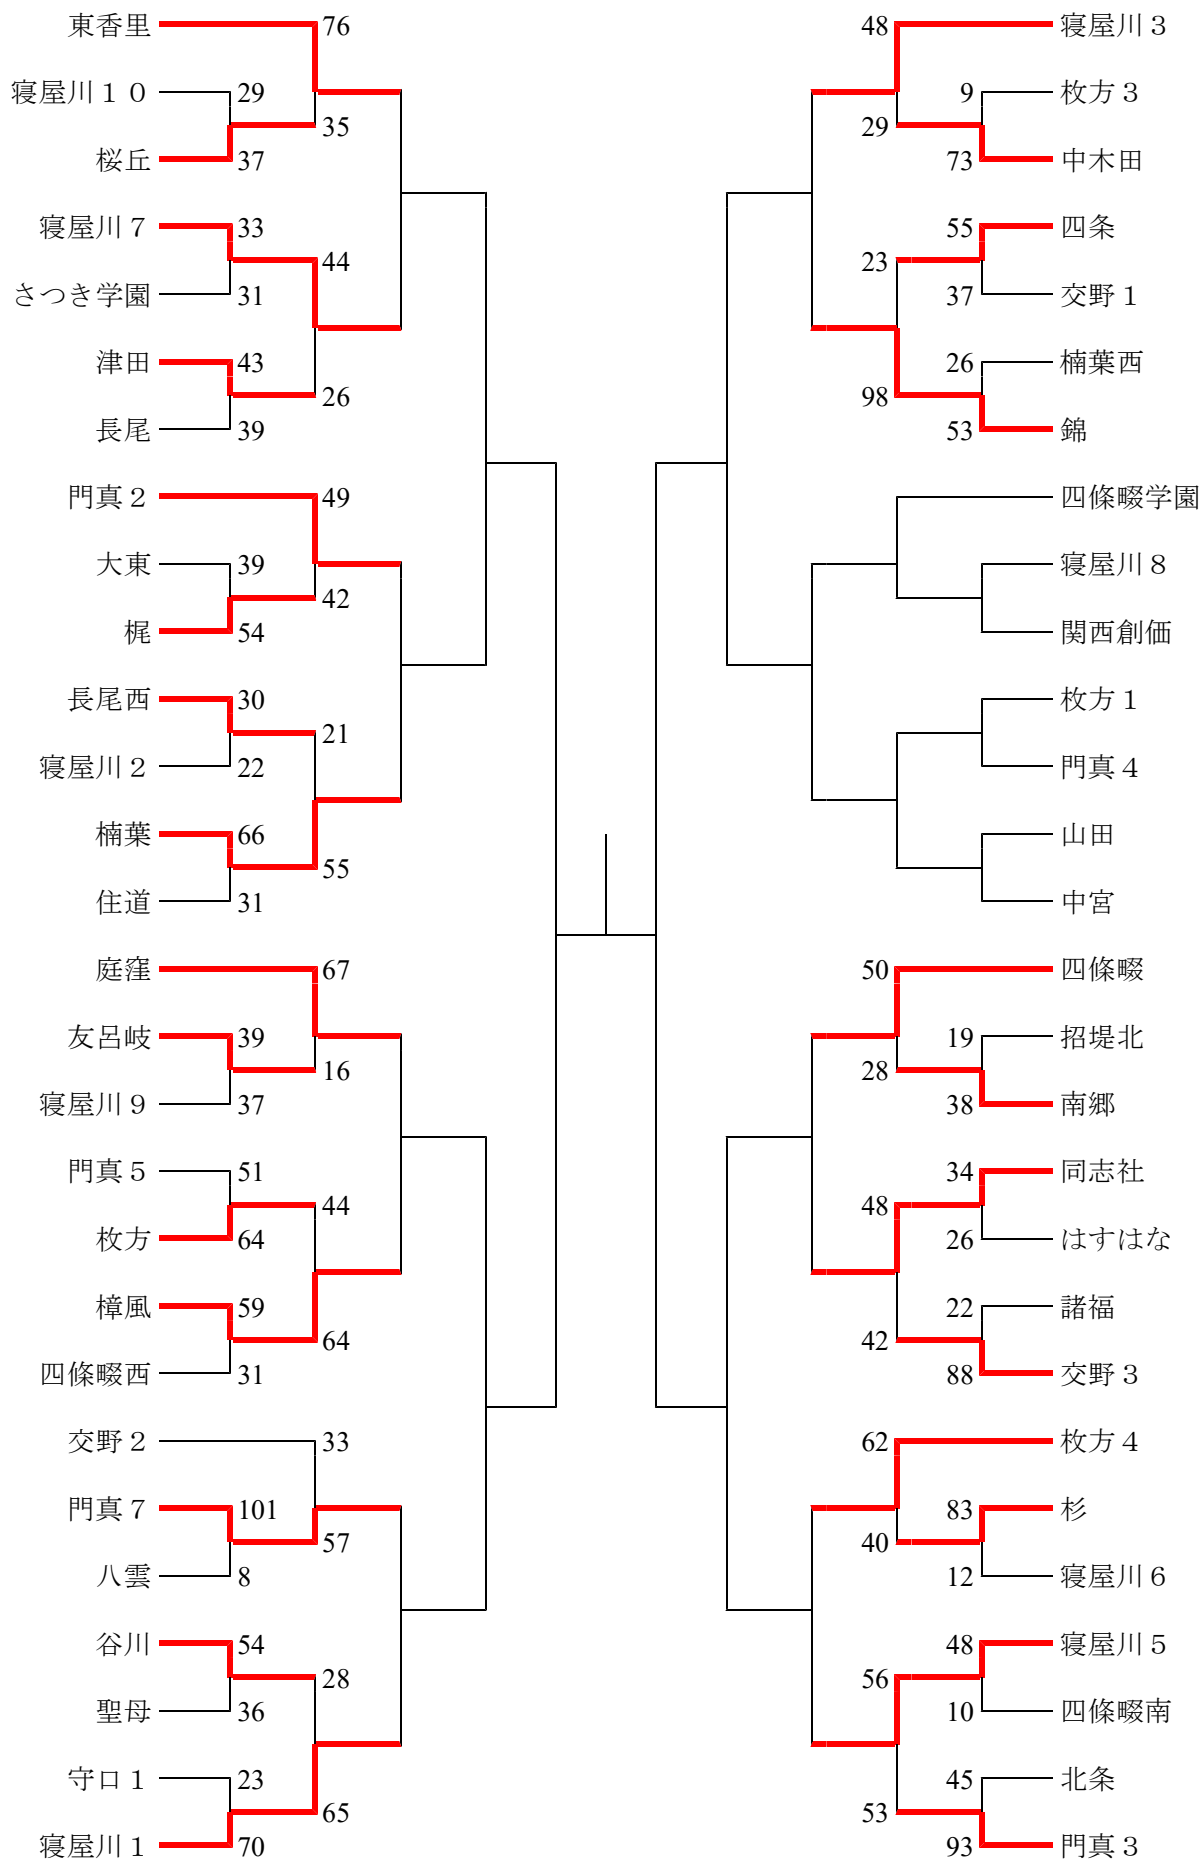 東香里 76
寝屋川１０ 29
35
桜丘 37
寝屋川７ 33
44
さつき学園 31
津田 43
26
長尾 39
門真２ 49
大東 39
42
梶 54
長尾西 30
21
寝屋川２ 22
楠葉 66
55
住道 31
庭窪 67
友呂岐 39
16
寝屋川９ 37
門真５ 51
44
枚方 64
樟風 59
64
四條畷西 31
交野２ 33
門真７ 101
57
八雲 8
谷川 54
28
聖母 36
守口１ 23
65
寝屋川１ 70
48 寝屋川３
9 枚方３
29
73 中木田
55 四条
23
37 交野１
26 楠葉西
98
53 錦
四條畷学園
寝屋川８
関西創価
枚方１
門真４
山田
中宮
50 四條畷
19 招堤北
28
38 南郷
34 同志社
48
26 はすはな
22 諸福
42
88 交野３
62 枚方４
83 杉
40
12 寝屋川６
48 寝屋川５
56
10 四條畷南
45 北条
53
93 門真３